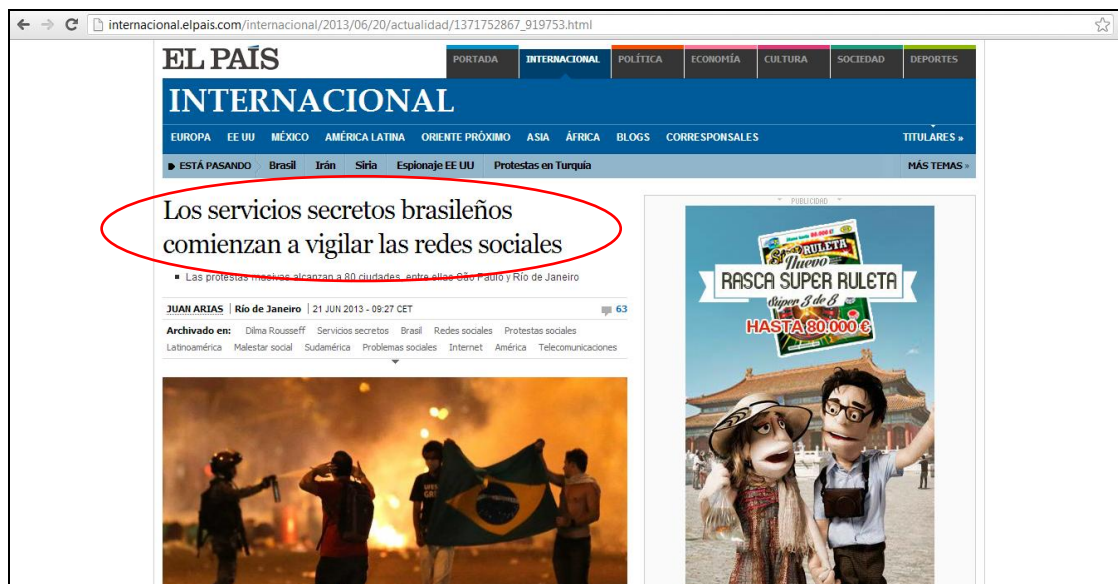 internacional.elpais.com/internacional/2013/06/20/actualidad/1371752867_919753.html
EL PAÍS
PORTADA INTERNACIONAL POLÍTICA ECONOMÍA CULTURA SOCIEDAD DEPORTES
INTERNACIONAL
EUROPA EE UU MÉXICO AMÉRICA LATINA ORIENTE PRÓXIMO ASIA ÁFRICA BLOGS CORRESPONSALES TITULARES »
ESTÁ PASANDO Brasil Irán Siria Espionaje EE UU Protestas en Turquía MÁS TEMAS »
Los servicios secretos brasileños
comienzan a vigilar las redes sociales
Las protestas masivas alcanzan a 80 ciudades, entre ellas São Paulo y Río de Janeiro
JUAN ARIAS | Río de Janeiro | 21 JUN 2013 - 09:27 CET 63
Archivado en: Dilma Rousseff Servicios secretos Brasil Redes sociales Protestas sociales
Latinoamérica Malestar social Sudamérica Problemas sociales Internet América Telecomunicaciones
PUBLICIDAD
RULETA
Nuevo
RASCA SUPER RULETA
Súper 3 de 8
HASTA 80.000 €